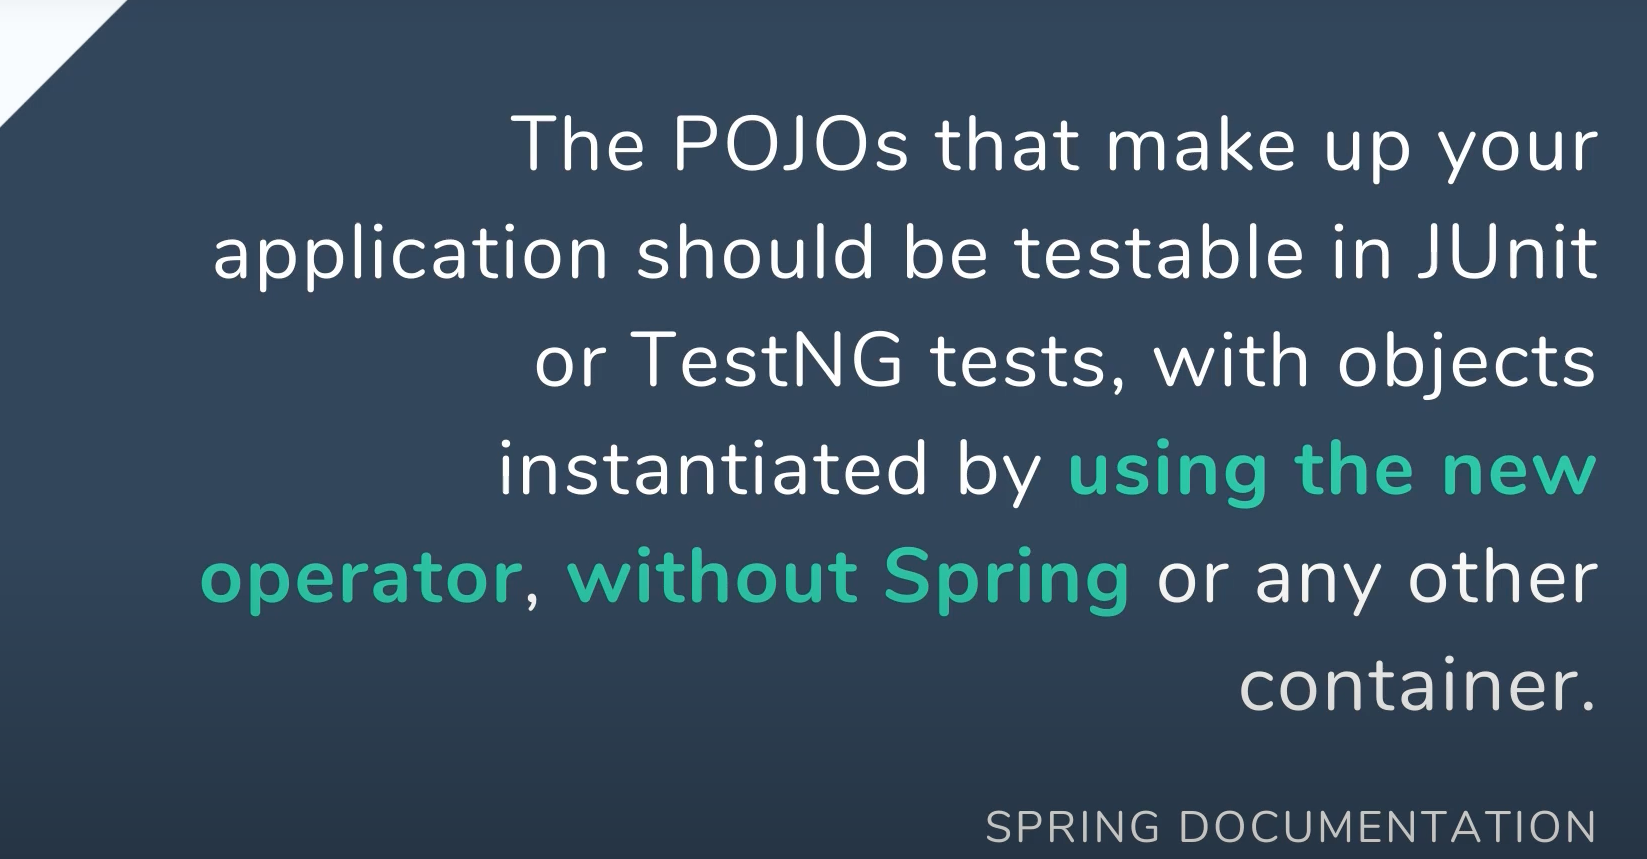 The POJOs that make up your
application should be testable in JUnit
or TestNG tests, with objects
instantiated by using the new
operator, without Spring or any other
container.
SPRING DOCUMENTATION